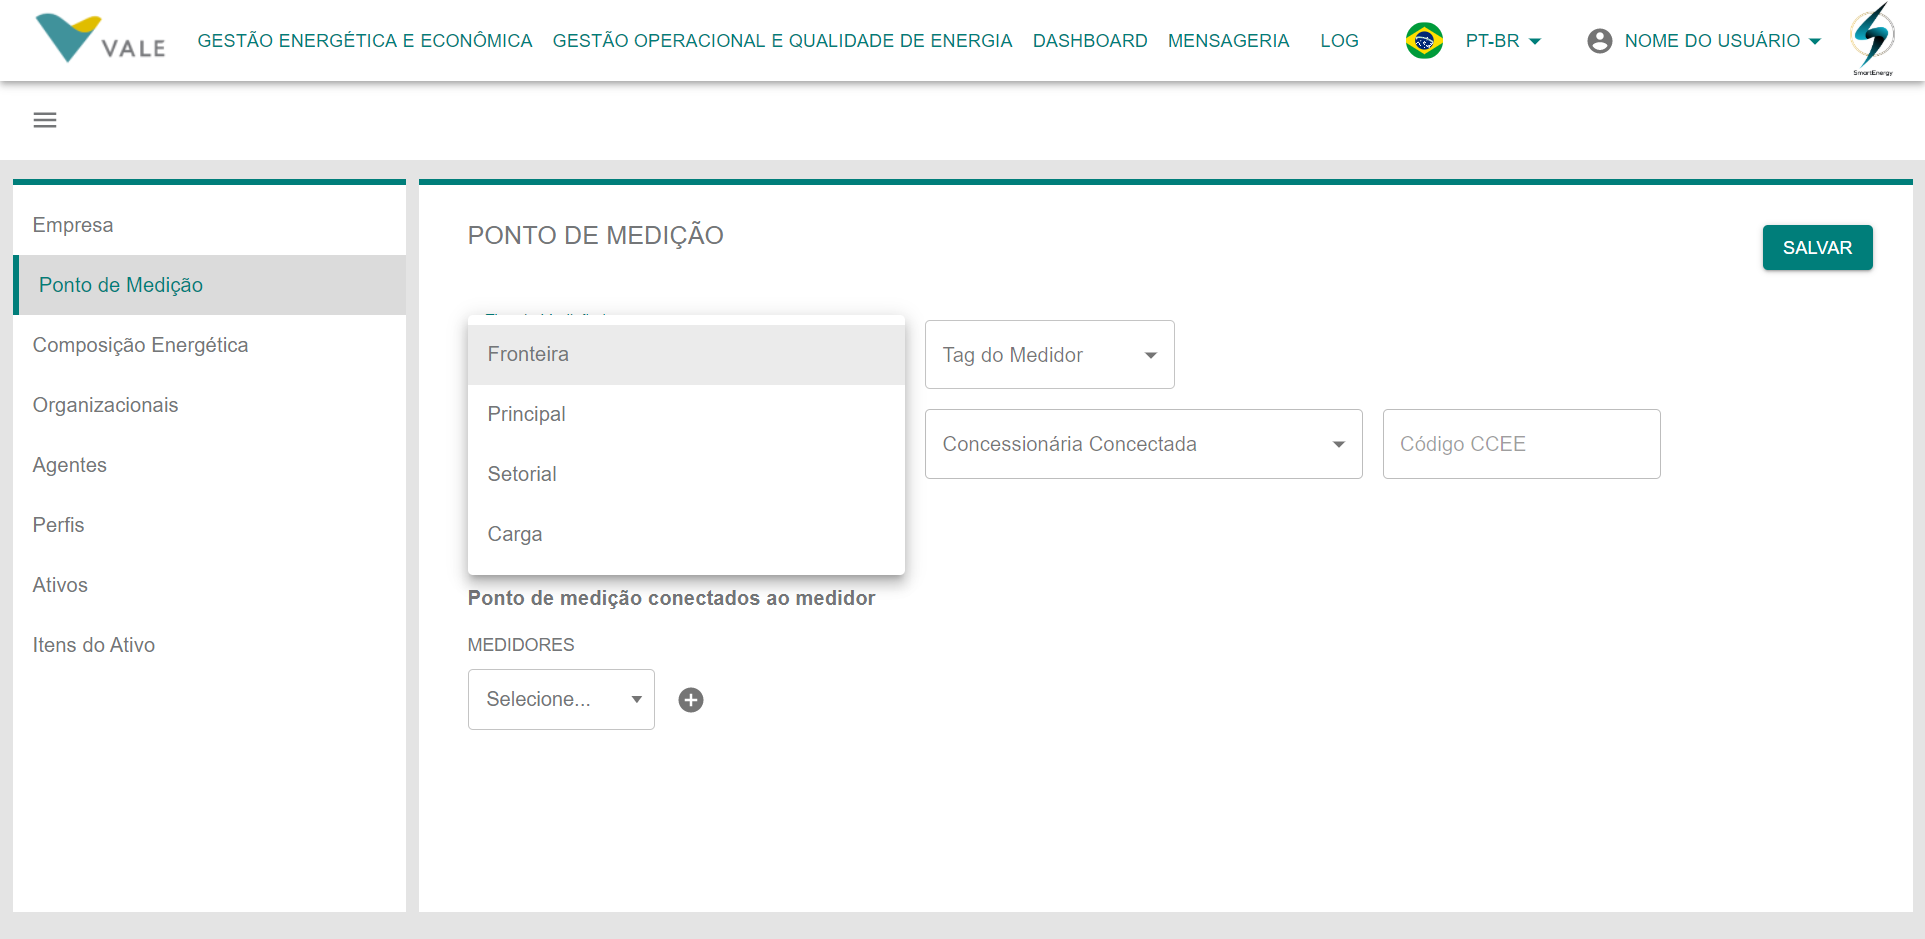 VALE
GESTÃO ENERGÉTICA E ECONÔMICA
GESTÃO OPERACIONAL E QUALIDADE DE ENERGIA
DASHBOARD
MENSAGERIA
LOG
PT-BR
NOME DO USUÁRIO
SmartEnergy
Empresa
Ponto de Medição
Composição Energética
Organizacionais
Agentes
Perfis
Ativos
Itens do Ativo
PONTO DE MEDIÇÃO
SALVAR
Fronteira
Principal
Setorial
Carga
Tag do Medidor
Concessionária Concectada
Código CCEE
Ponto de medição conectados ao medidor
MEDIDORES
Selecione...